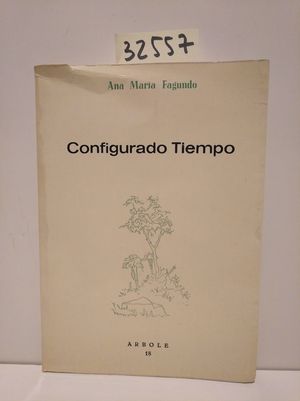 32557
Ana María Fagundo
Configurado Tiempo
ARBOLE
18